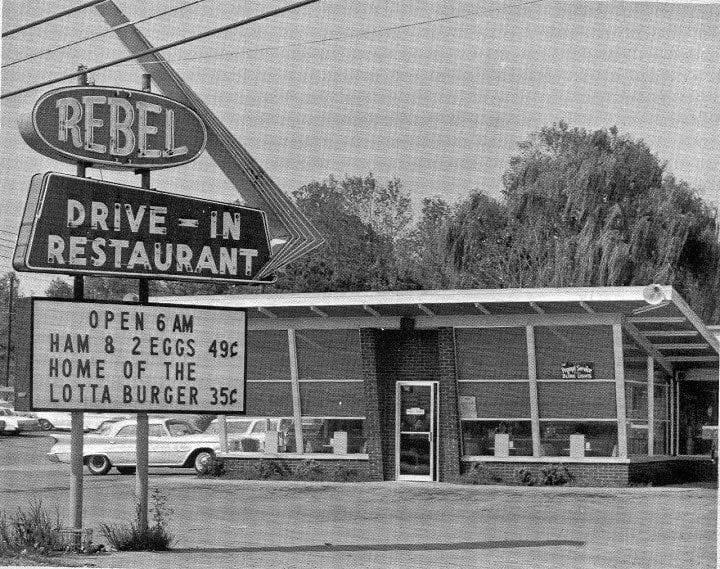 REBEL
DRIVE-IN
RESTAURANT
OPEN 6 AM
HAM & 2 EGGS 49¢
HOME OF THE
LOTTA BURGER 35¢